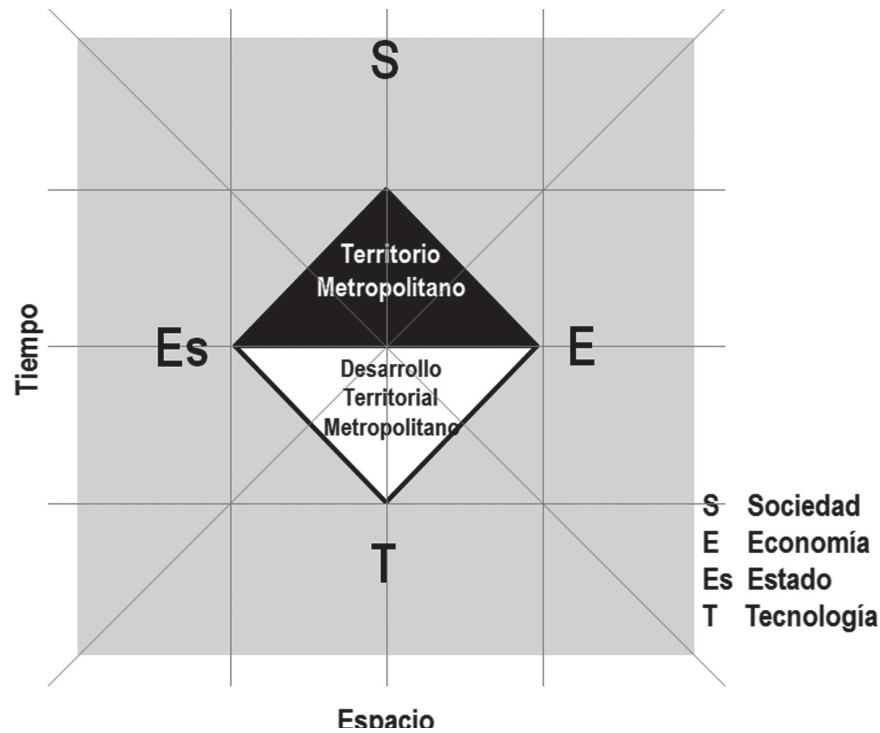 S
Territorio
Metropolitano
Tiempo
Es
E
Desarrollo
Territorial
Metropolitano
T
S Sociedad
E Economía
Es Estado
T Tecnología
Espacio